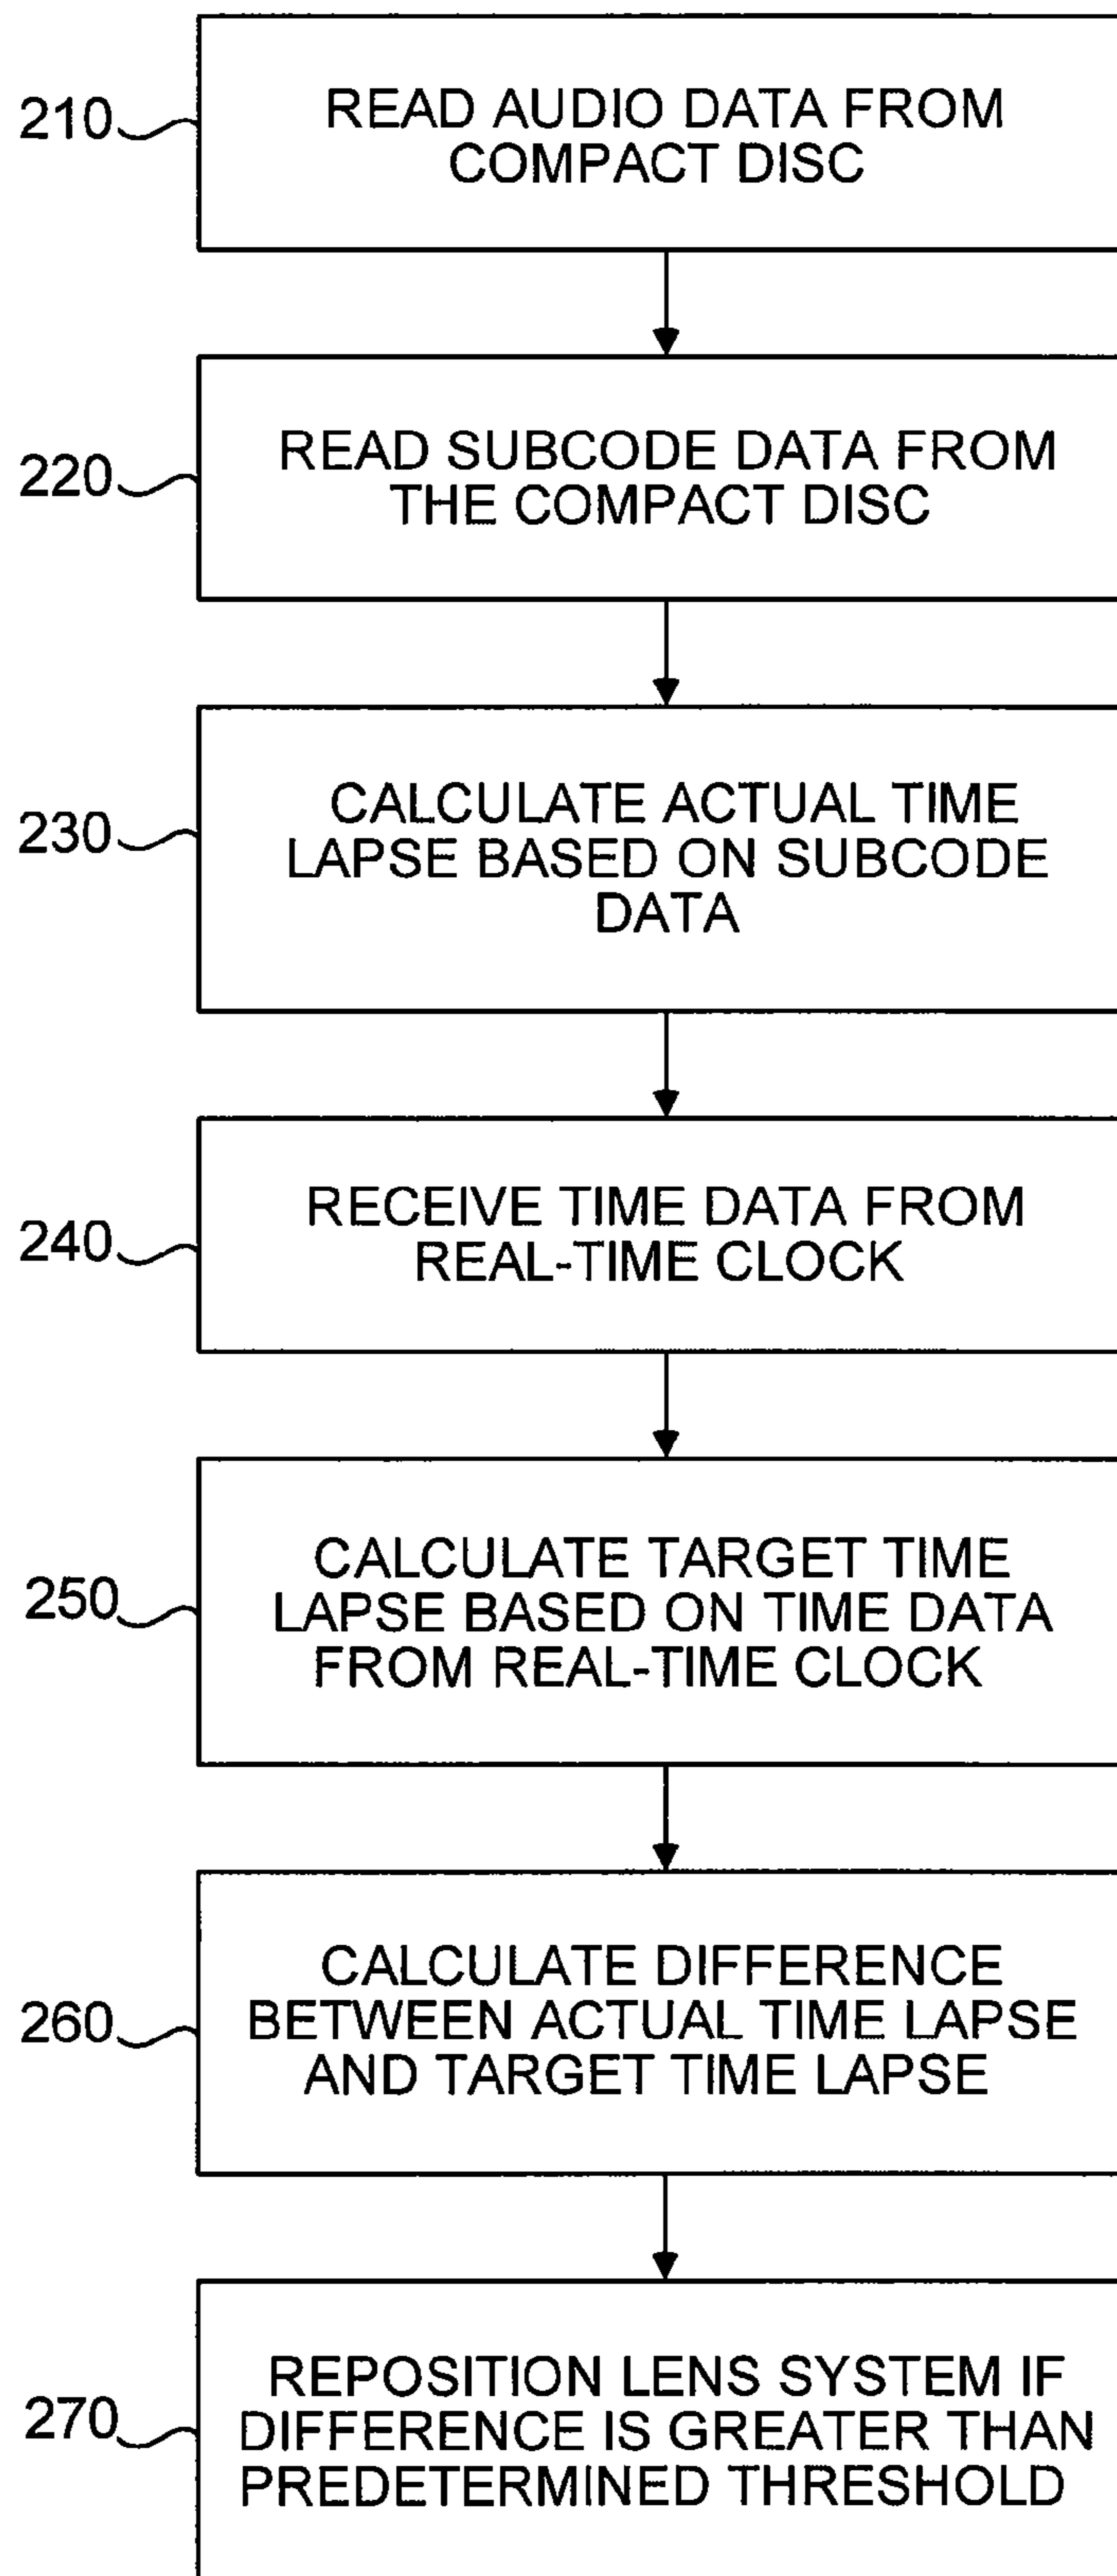 210
READ AUDIO DATA FROM
COMPACT DISC
220
READ SUBCODE DATA FROM
THE COMPACT DISC
230
CALCULATE ACTUAL TIME
LAPSE BASED ON SUBCODE
DATA
240
RECEIVE TIME DATA FROM
REAL-TIME CLOCK
250
CALCULATE TARGET TIME
LAPSE BASED ON TIME DATA
FROM REAL-TIME CLOCK
260
CALCULATE DIFFERENCE
BETWEEN ACTUAL TIME LAPSE
AND TARGET TIME LAPSE
270
REPOSITION LENS SYSTEM IF
DIFFERENCE IS GREATER THAN
PREDETERMINED THRESHOLD